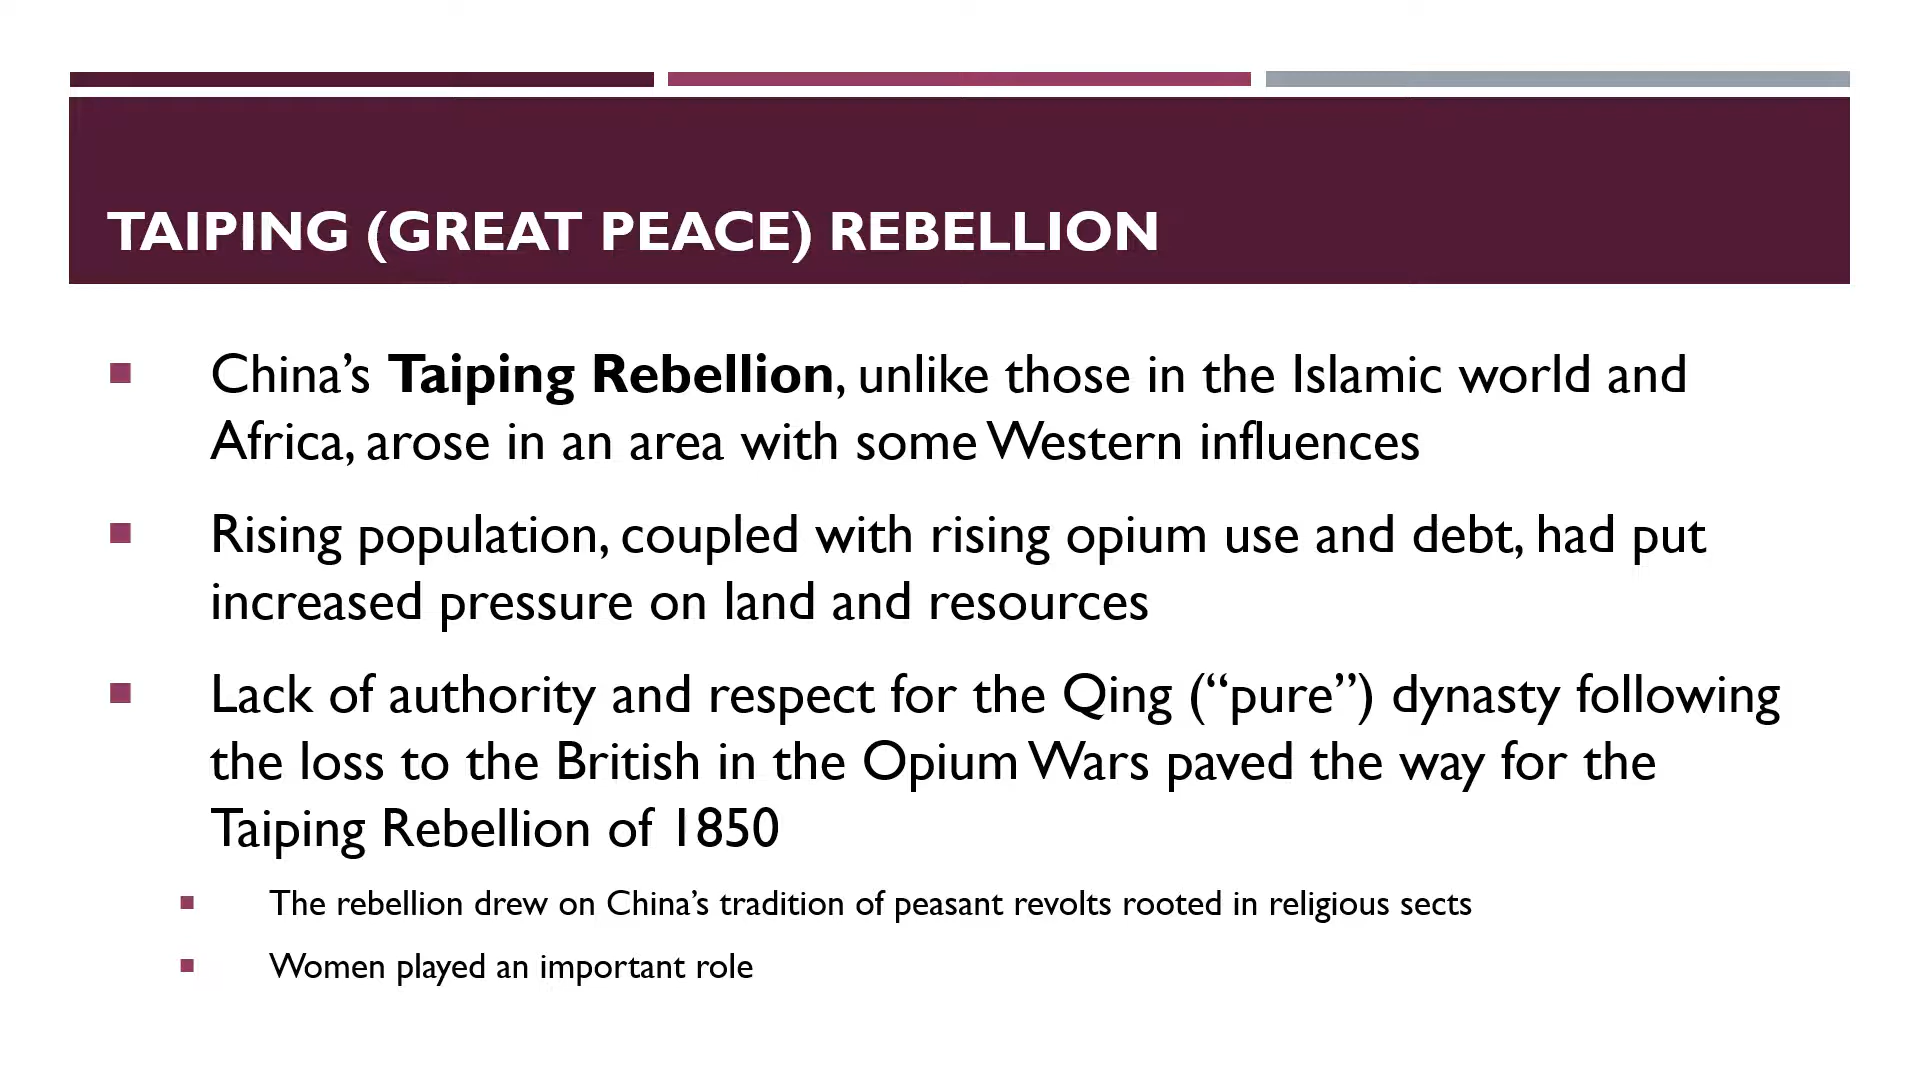 TAIPING (GREAT PEACE) REBELLION
China’s Taiping Rebellion, unlike those in the Islamic world and
Africa, arose in an area with some Western influences
Rising population, coupled with rising opium use and debt, had put
increased pressure on land and resources
Lack of authority and respect for the Qing (“pure”) dynasty following
the loss to the British in the Opium Wars paved the way for the
Taiping Rebellion of 1850
The rebellion drew on China’s tradition of peasant revolts rooted in religious sects
Women played an important role